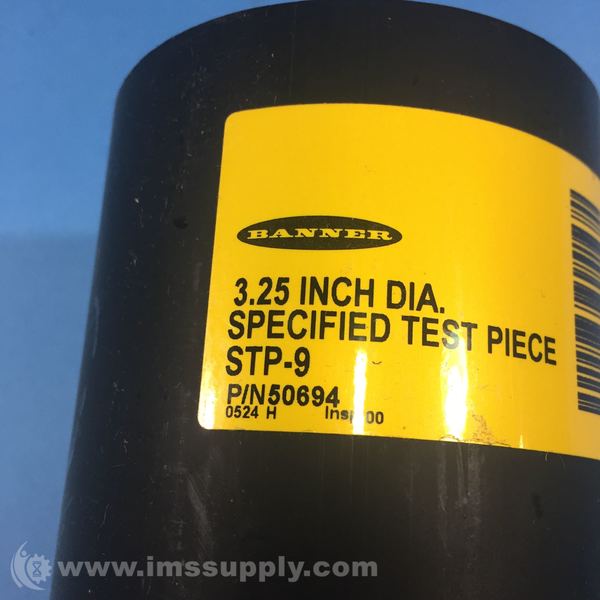 BANNER
3.25 INCH DIA.
SPECIFIED TEST PIECE
STP-9
P/N50694
0524 H
www.imssupply.com